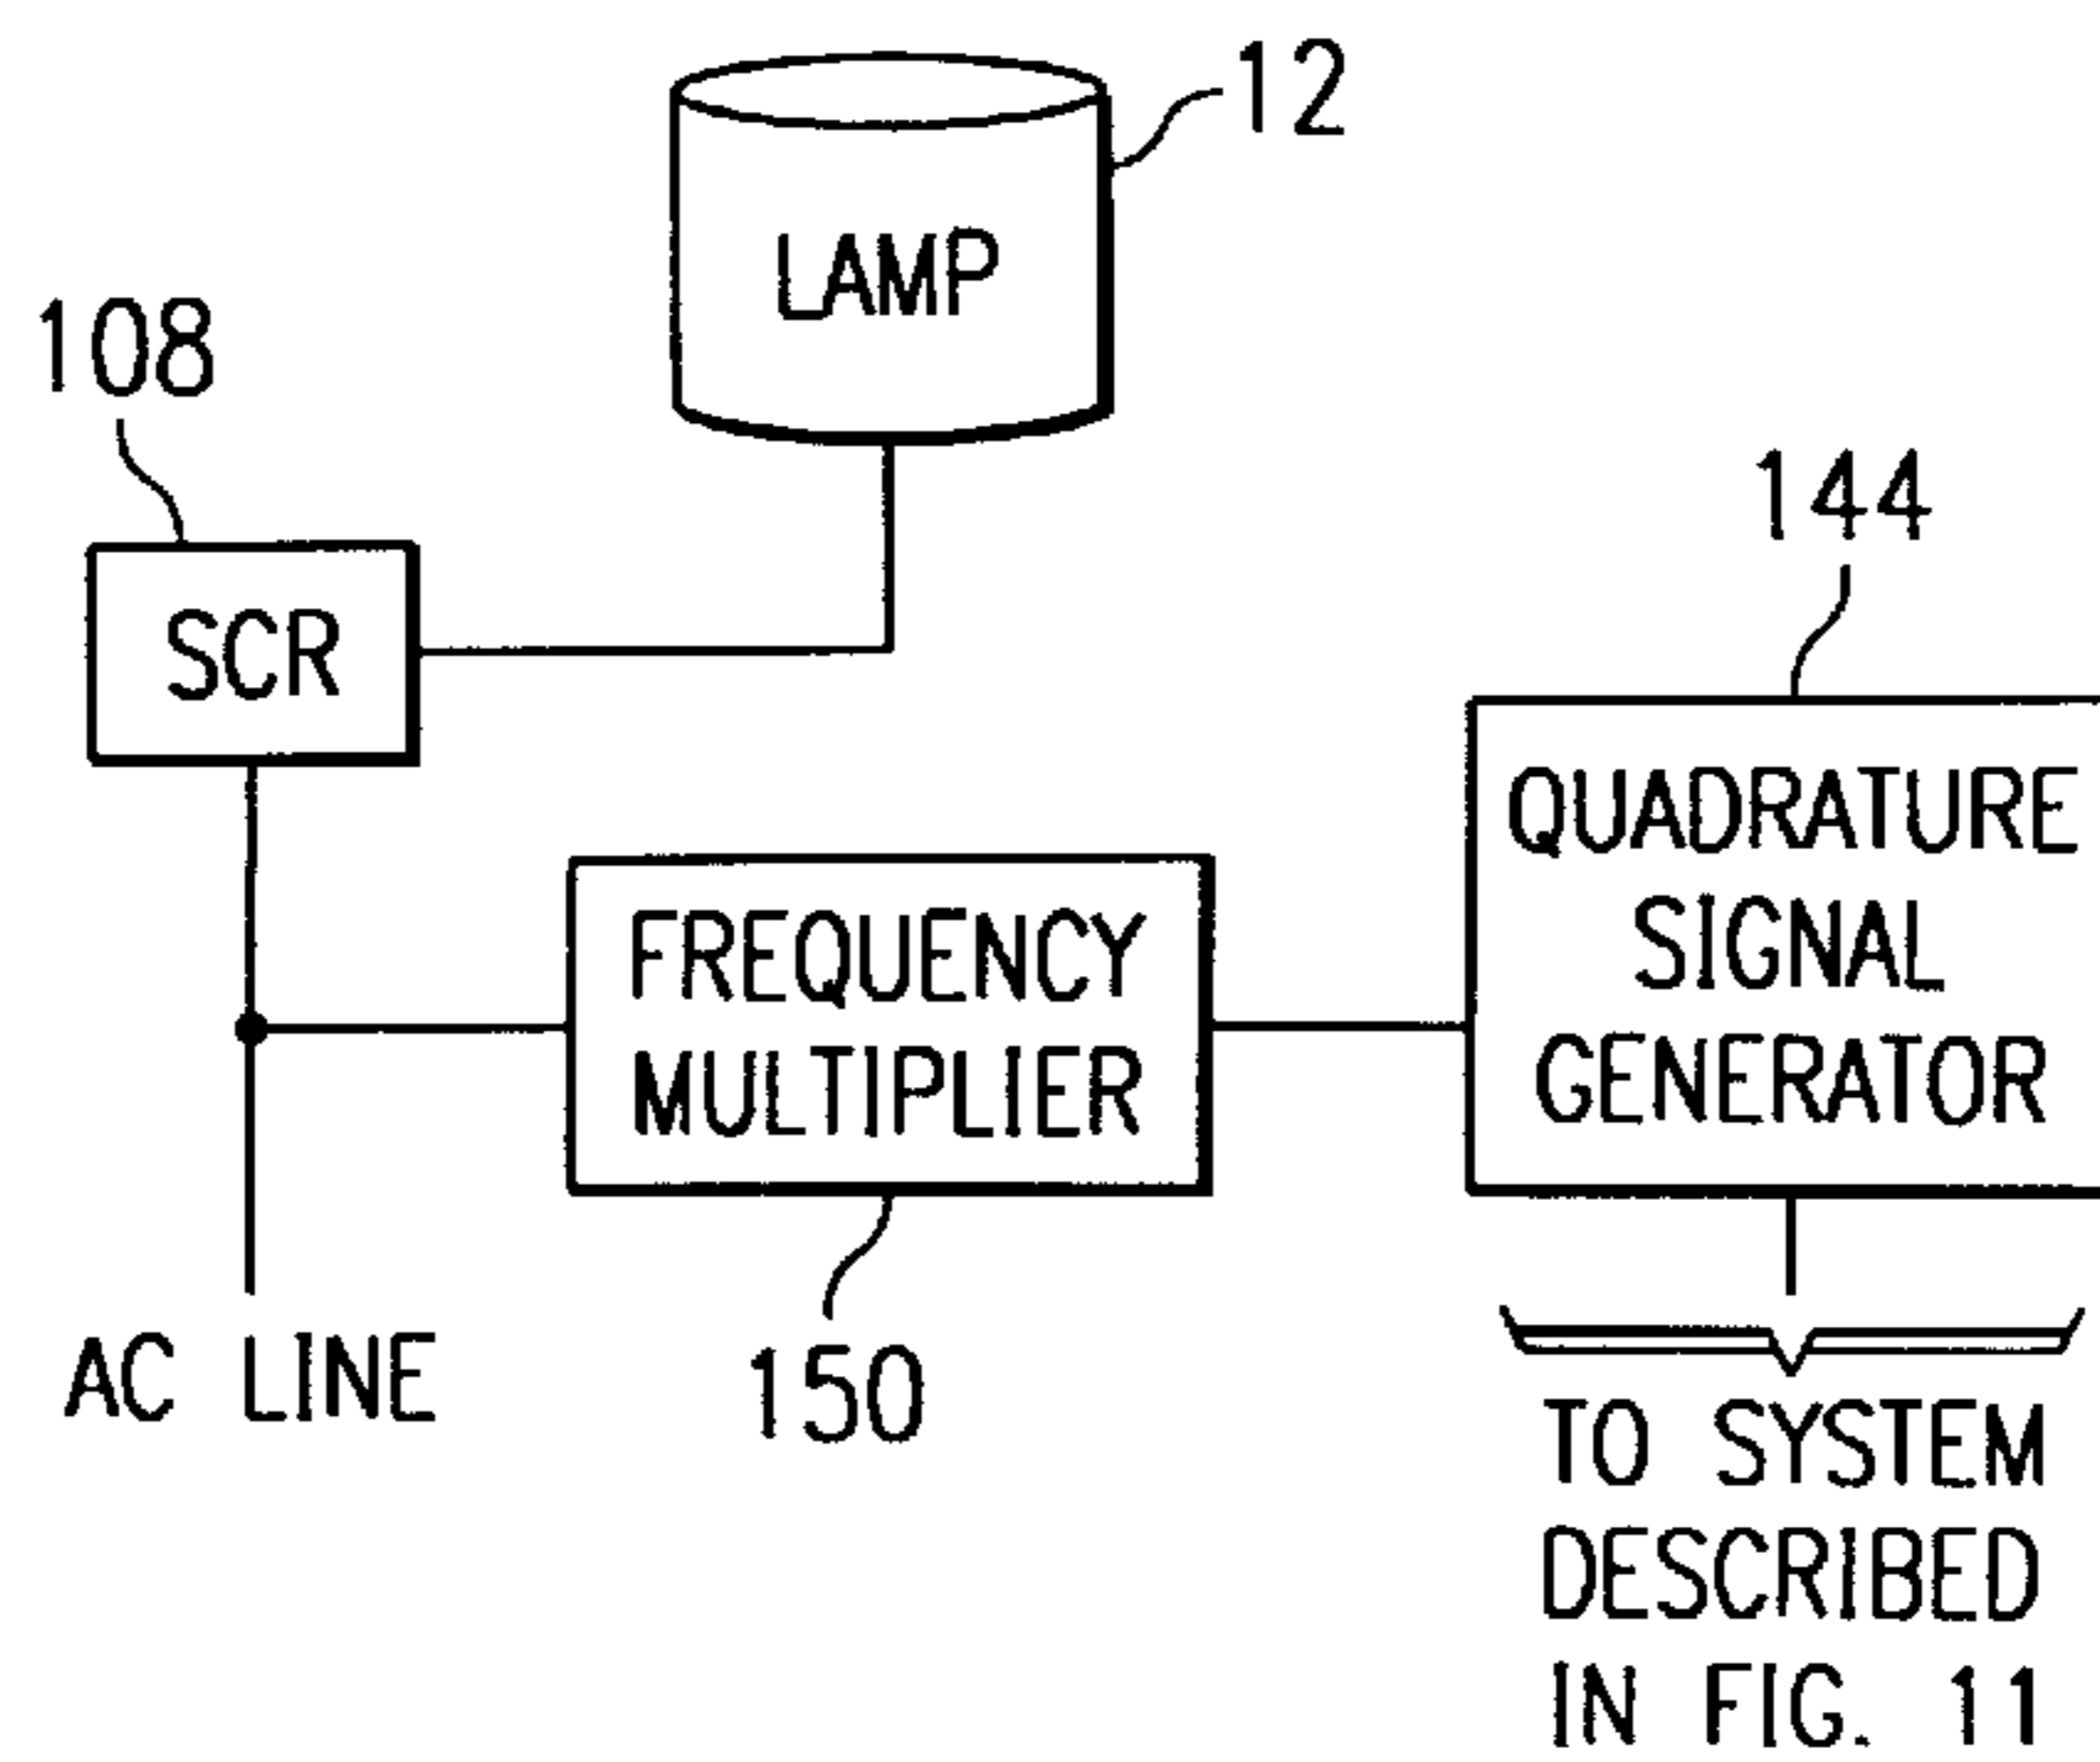 12
LAMP
108
SCR
144
QUADRATURE
SIGNAL
GENERATOR
FREQUENCY
MULTIPLIER
150
AC LINE
TO SYSTEM
DESCRIBED
IN FIG. 11